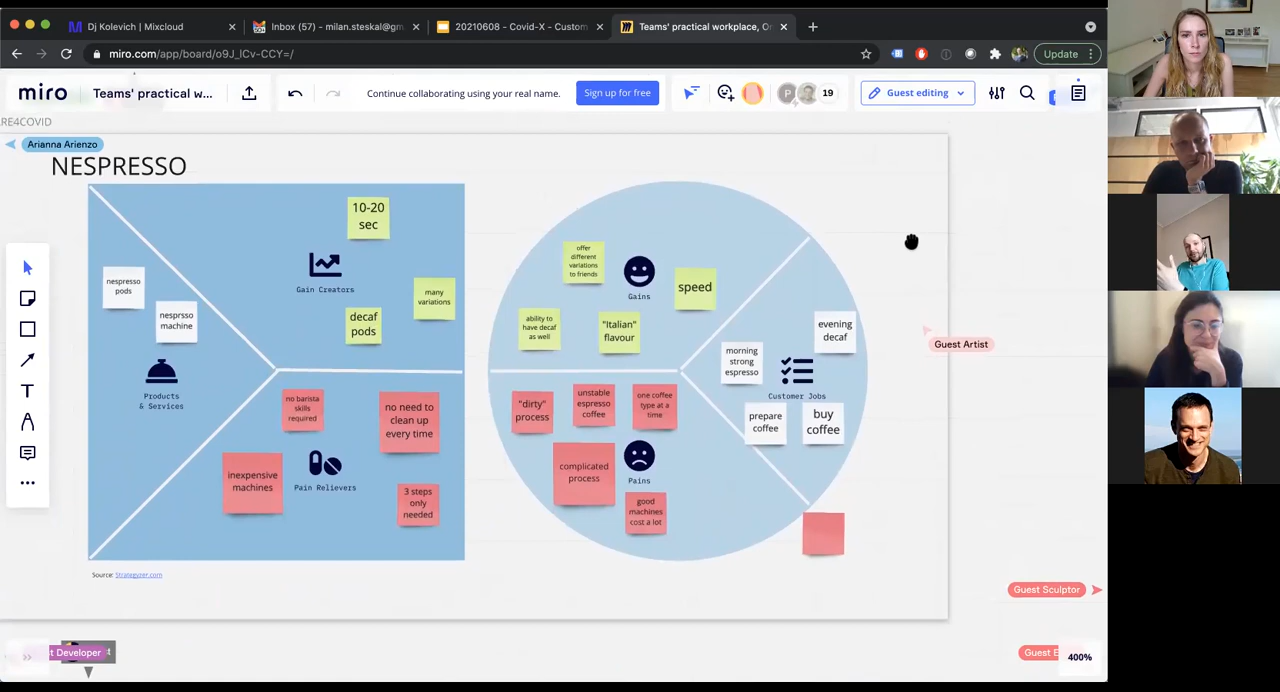 Dj Kolevich | Mixcloud
Inbox (57) - milan.steskal@gm
20210608 - Covid-X - Custom
Teams' practical workplace, O
miro.com/app/board/o9J_lCv-CCY=/
Update
miro
Teams' practical w...
Continue collaborating using your real name.
Sign up for free
P
19
Guest editing
RE4COVID
Arianna Arienzo
NESPRESSO
10-20
sec
Gain Creators
many
variations
decaf
pods
nespresso
pods
nesprsso
machine
Products
& Services
no barista
skills
required
no need to
clean up
every time
inexpensive
machines
Pain Relievers
3 steps
only
needed
offer
different
variations
to friends
Gains
speed
ability to
have decaf
as well
"Italian"
flavour
morning
strong
espresso
evening
decaf
Customer Jobs
prepare
coffee
buy
coffee
"dirty"
process
unstable
espresso
coffee
one coffee
type at a
time
complicated
process
Pains
good
machines
cost a lot
Source: Strategyzer.com
Guest Artist
Guest Sculptor
t Developer
Guest E
400%